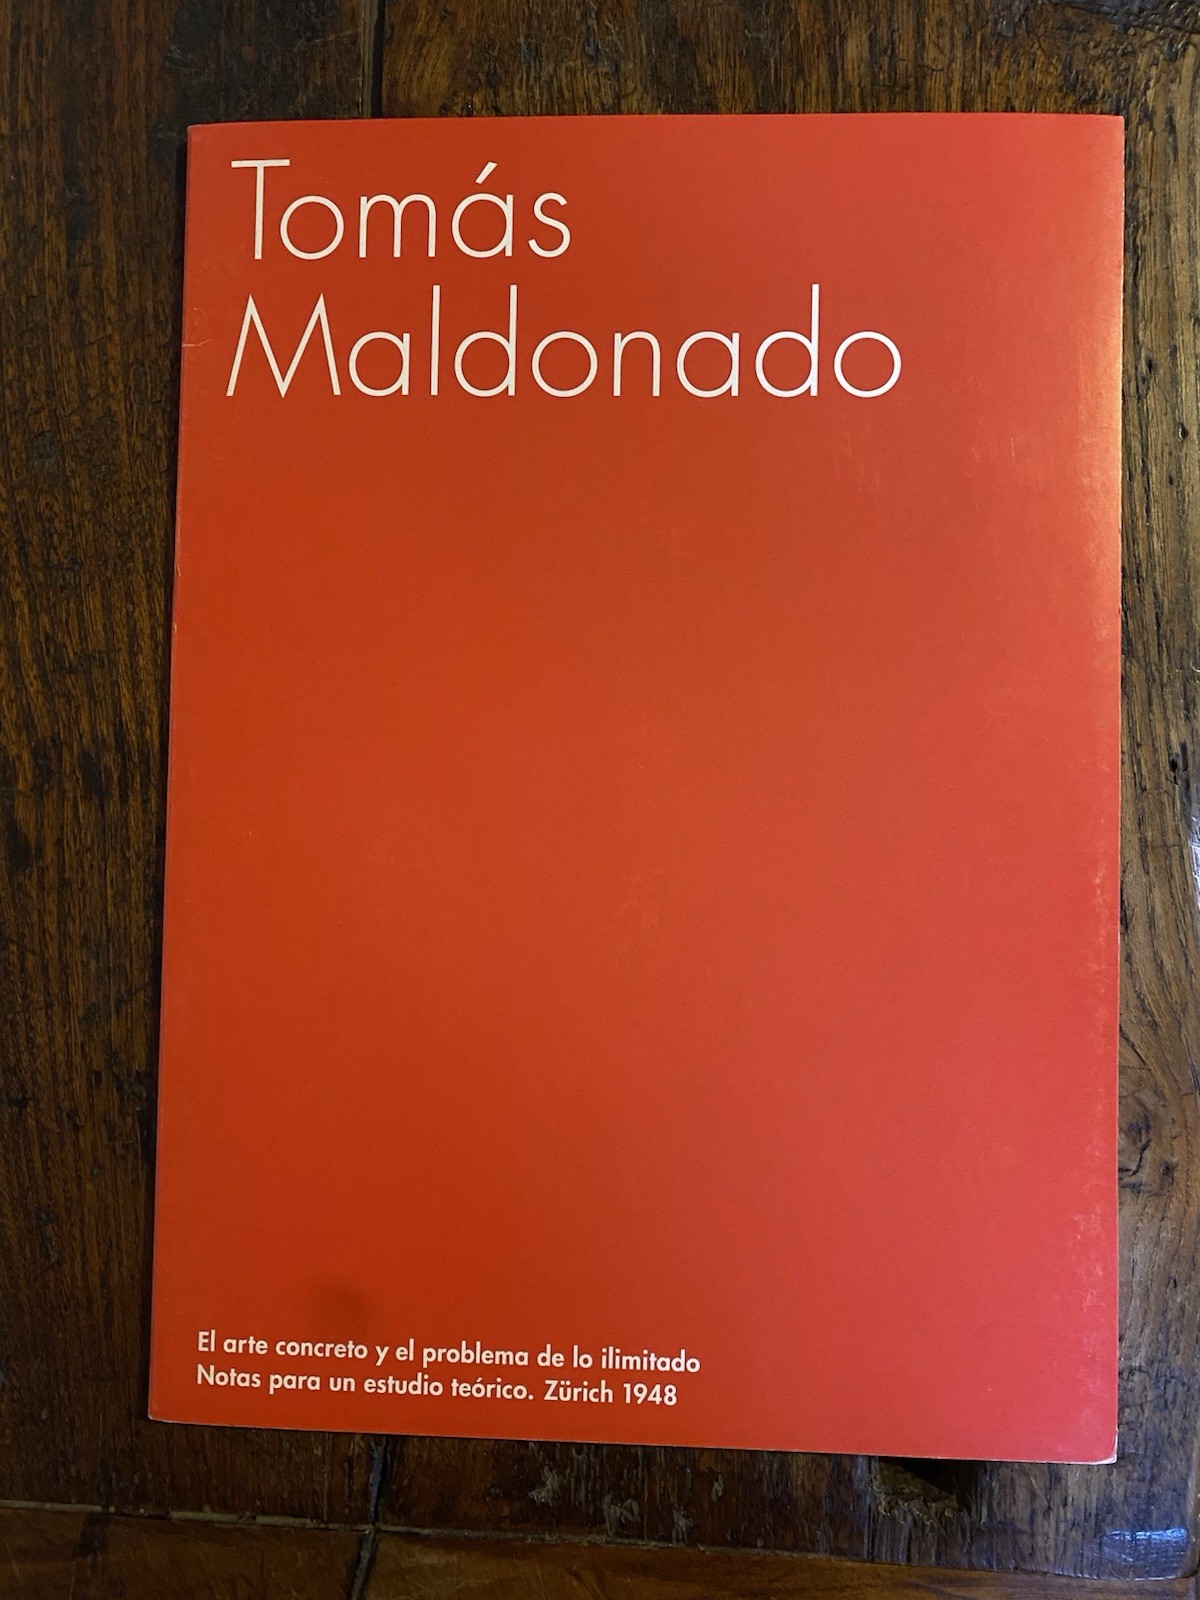 Tomás
Maldonado
El arte concreto y el problema de lo ilimitado
Notas para un estudio teórico. Zürich 1948